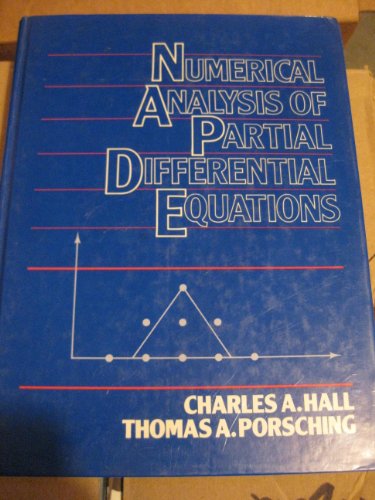 NUMERICAL
ANALYSIS OF
PARTIAL
DIFFERENTIAL
EQUATIONS
CHARLES A. HALL
THOMAS A. PORSCHING